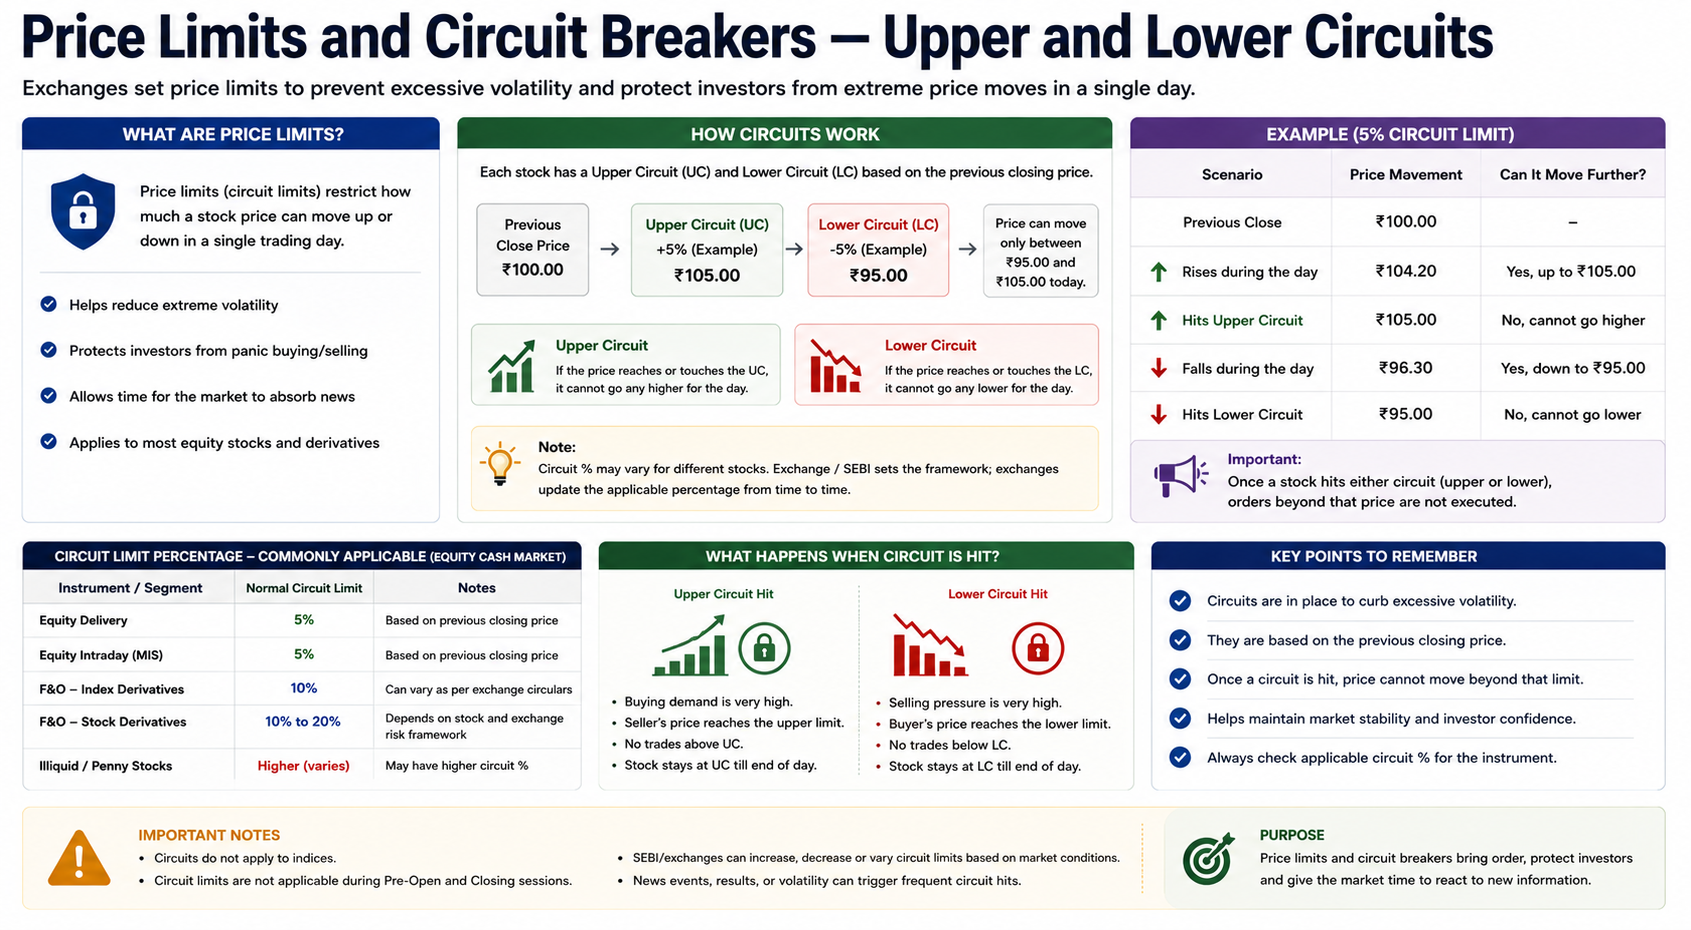 Price Limits and Circuit Breakers — Upper and Lower Circuits
Exchanges set price limits to prevent excessive volatility and protect investors from extreme price moves in a single day.
WHAT ARE PRICE LIMITS?
Price limits (circuit limits) restrict how
much a stock price can move up or
down in a single trading day.
Helps reduce extreme volatility
Protects investors from panic buying/selling
Allows time for the market to absorb news
Applies to most equity stocks and derivatives
HOW CIRCUITS WORK
Each stock has a Upper Circuit (UC) and Lower Circuit (LC) based on the previous closing price.
Previous
Close Price
₹100.00
Upper Circuit (UC)
+5% (Example)
₹105.00
Lower Circuit (LC)
-5% (Example)
₹95.00
Price can move
only between
₹95.00 and
₹105.00 today.
Upper Circuit
If the price reaches or touches the UC,
it cannot go any higher for the day.
Lower Circuit
If the price reaches or touches the LC,
it cannot go any lower for the day.
Note:
Circuit % may vary for different stocks. Exchange / SEBI sets the framework; exchanges
update the applicable percentage from time to time.
EXAMPLE (5% CIRCUIT LIMIT)
Scenario Price Mavement Can It Move Further?
Previous Close ₹100.00 –
Rises during the day ₹104.20 Yes, up to ₹105.00
Hits Upper Circuit ₹105.00 No, cannot go higher
Falls during the day ₹96.30 Yes, down to ₹95.00
Hits Lower Circuit ₹95.00 No, cannot go lower
Important:
Once a stock hits either circuit (upper or lower),
orders beyond that price are not executed.
CIRCUIT LIMIT PERCENTAGE – COMMONLY APPLICABLE (EQUITY CASH MARKET)
Instrument / Segment Normal Circuit Limit Notes
Equity Delivery 5% Based on previous closing price
Equity Intraday (MIS) 5% Based on previous closing price
F&O – Index Derivatives 10% Can vary as per exchange circulars
F&O – Stock Derivatives 10% to 20% Depends on stock and exchange
risk framework
Illiquid / Penny Stocks Higher (varies) May have higher circuit %
WHAT HAPPENS WHEN CIRCUIT IS HIT?
Upper Circuit Hit
• Buying demand is very high.
• Seller's price reaches the upper limit.
• No trades above UC.
• Stock stays at UC till end of day.
Lower Circuit Hit
• Selling pressure is very high.
• Buyer's price reaches the lower limit.
• No trades below LC.
• Stock stays at LC till end of day.
KEY POINTS TO REMEMBER
Circuits are in place to curb excessive volatility.
They are based on the previous closing price.
Once a circuit is hit, price cannot move beyond that limit.
Helps maintain market stability and investor confidence.
Always check applicable circuit % for the instrument.
IMPORTANT NOTES
• Circuits do not apply to indices.
• Circuit limits are not applicable during Pre-Open and Closing sessions.
• SEBI/exchanges can increase, decrease or vary circuit limits based on market conditions.
• News events, results, or volatility can trigger frequent circuit hits.
PURPOSE
Price limits and circuit breakers bring order, protect investors
and give the market time to react to new information.